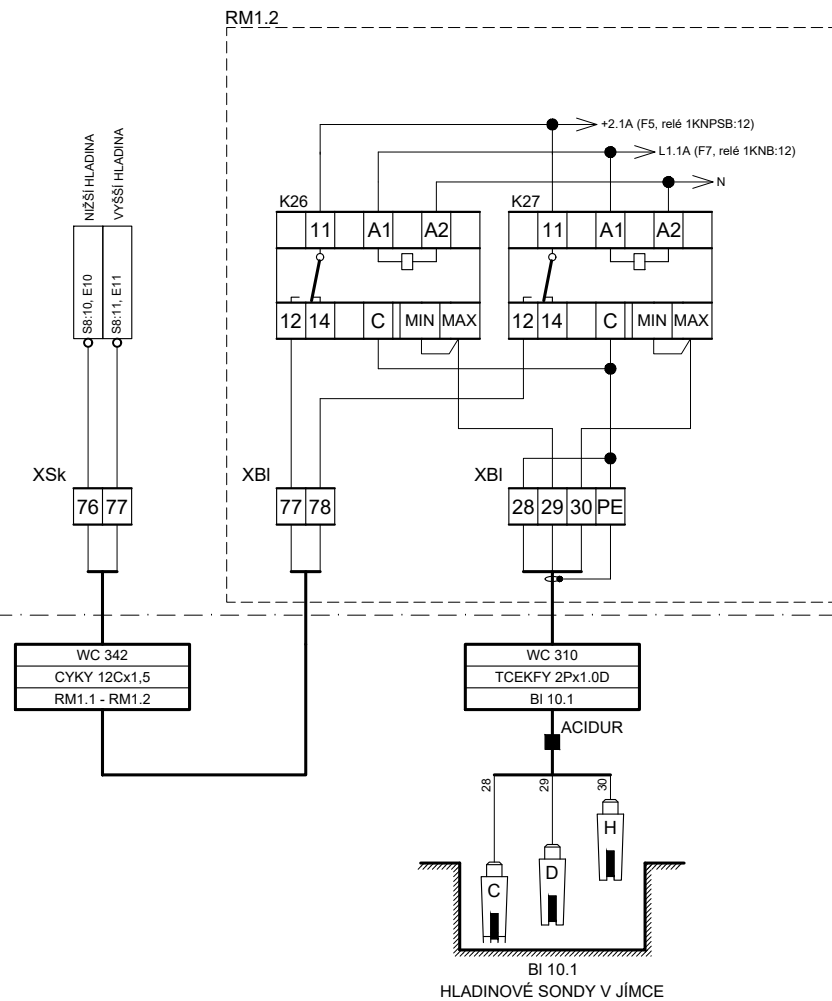 RM1.2
+2.1A (F5, relé 1KNPSB:12)
L1.1A (F7, relé 1KNB:12)
N
NIŽŠÍ HLADINA
VYŠŠÍ HLADINA
S8:10, E10
S8:11, E11
K26
11 A1 A2
12 14 C MIN MAX
K27
11 A1 A2
12 14 C MIN MAX
XSk
76 77
XBl
77 78
XBl
28 29 30 PE
WC 342
CYKY 12Cx1,5
RM1.1 - RM1.2
WC 310
TCEKFY 2Px1.0D
Bl 10.1
ACIDUR
28 29 30
C D H
Bl 10.1
HLADINOVÉ SONDY V JÍMCE